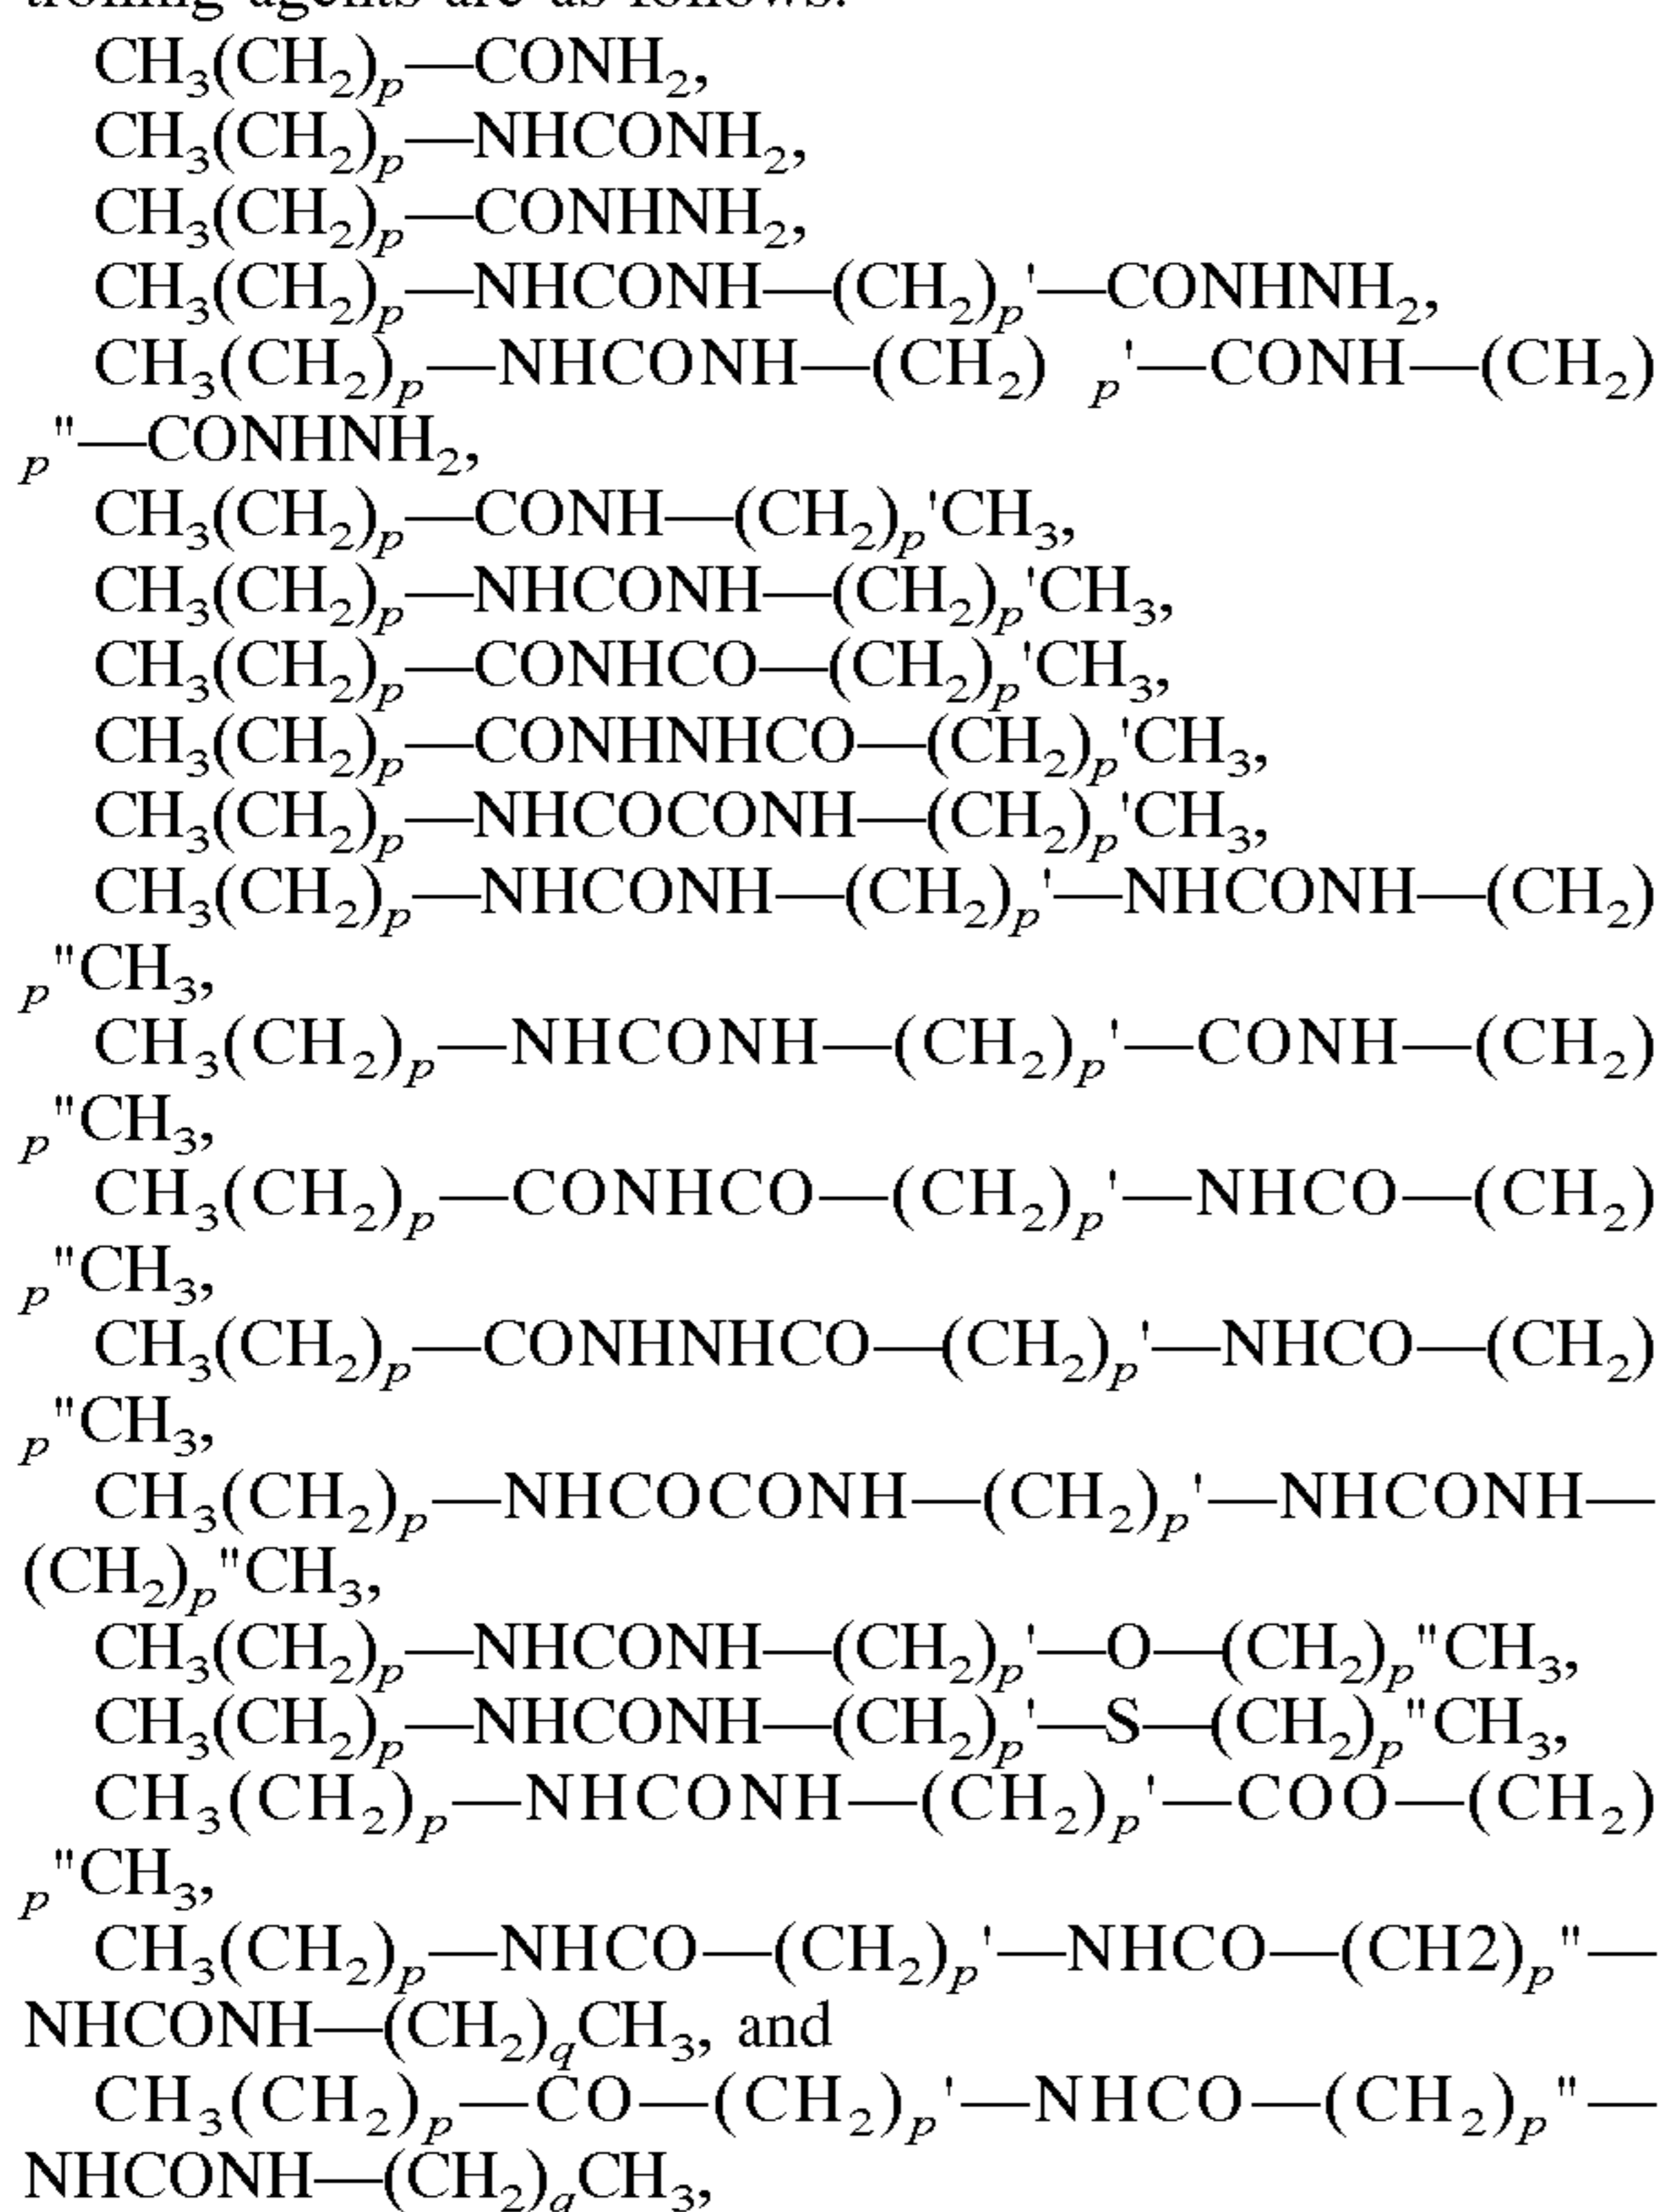 troling agents are as follows:
CH₃(CH₂)ₚ—CONH₂,
CH₃(CH₂)ₚ—NHCONH₂,
CH₃(CH₂)ₚ—CONHNH₂,
CH₃(CH₂)ₚ—NHCONH—(CH₂)ₚ'—CONHNH₂,
CH₃(CH₂)ₚ—NHCONH—(CH₂) ₚ'—CONH—(CH₂)
ₚ"—CONHNH₂,
CH₃(CH₂)ₚ—CONH—(CH₂)ₚ'CH₃,
CH₃(CH₂)ₚ—NHCONH—(CH₂)ₚ'CH₃,
CH₃(CH₂)ₚ—CONHCO—(CH₂)ₚ'CH₃,
CH₃(CH₂)ₚ—CONHNHCO—(CH₂)ₚ'CH₃,
CH₃(CH₂)ₚ—NHCOCONH—(CH₂)ₚ'CH₃,
CH₃(CH₂)ₚ—NHCONH—(CH₂)ₚ'—NHCONH—(CH₂)
ₚ"CH₃,
CH₃(CH₂)ₚ—NHCONH—(CH₂)ₚ'—CONH—(CH₂)
ₚ"CH₃,
CH₃(CH₂)ₚ—CONHCO—(CH₂)ₚ'—NHCO—(CH₂)
ₚ"CH₃,
CH₃(CH₂)ₚ—CONHNHCO—(CH₂)ₚ'—NHCO—(CH₂)
ₚ"CH₃,
CH₃(CH₂)ₚ—NHCOCONH—(CH₂)ₚ'—NHCONH—
(CH₂)ₚ"CH₃,
CH₃(CH₂)ₚ—NHCONH—(CH₂)ₚ'—O—(CH₂)ₚ"CH₃,
CH₃(CH₂)ₚ—NHCONH—(CH₂)ₚ'—S—(CH₂)ₚ"CH₃,
CH₃(CH₂)ₚ—NHCONH—(CH₂)ₚ'—COO—(CH₂)
ₚ"CH₃,
CH₃(CH₂)ₚ—NHCO—(CH₂)ₚ'—NHCO—(CH2)ₚ"—
NHCONH—(CH₂)qCH₃, and
CH₃(CH₂)ₚ—CO—(CH₂)ₚ'—NHCO—(CH₂)ₚ"—
NHCONH—(CH₂)qCH₃,